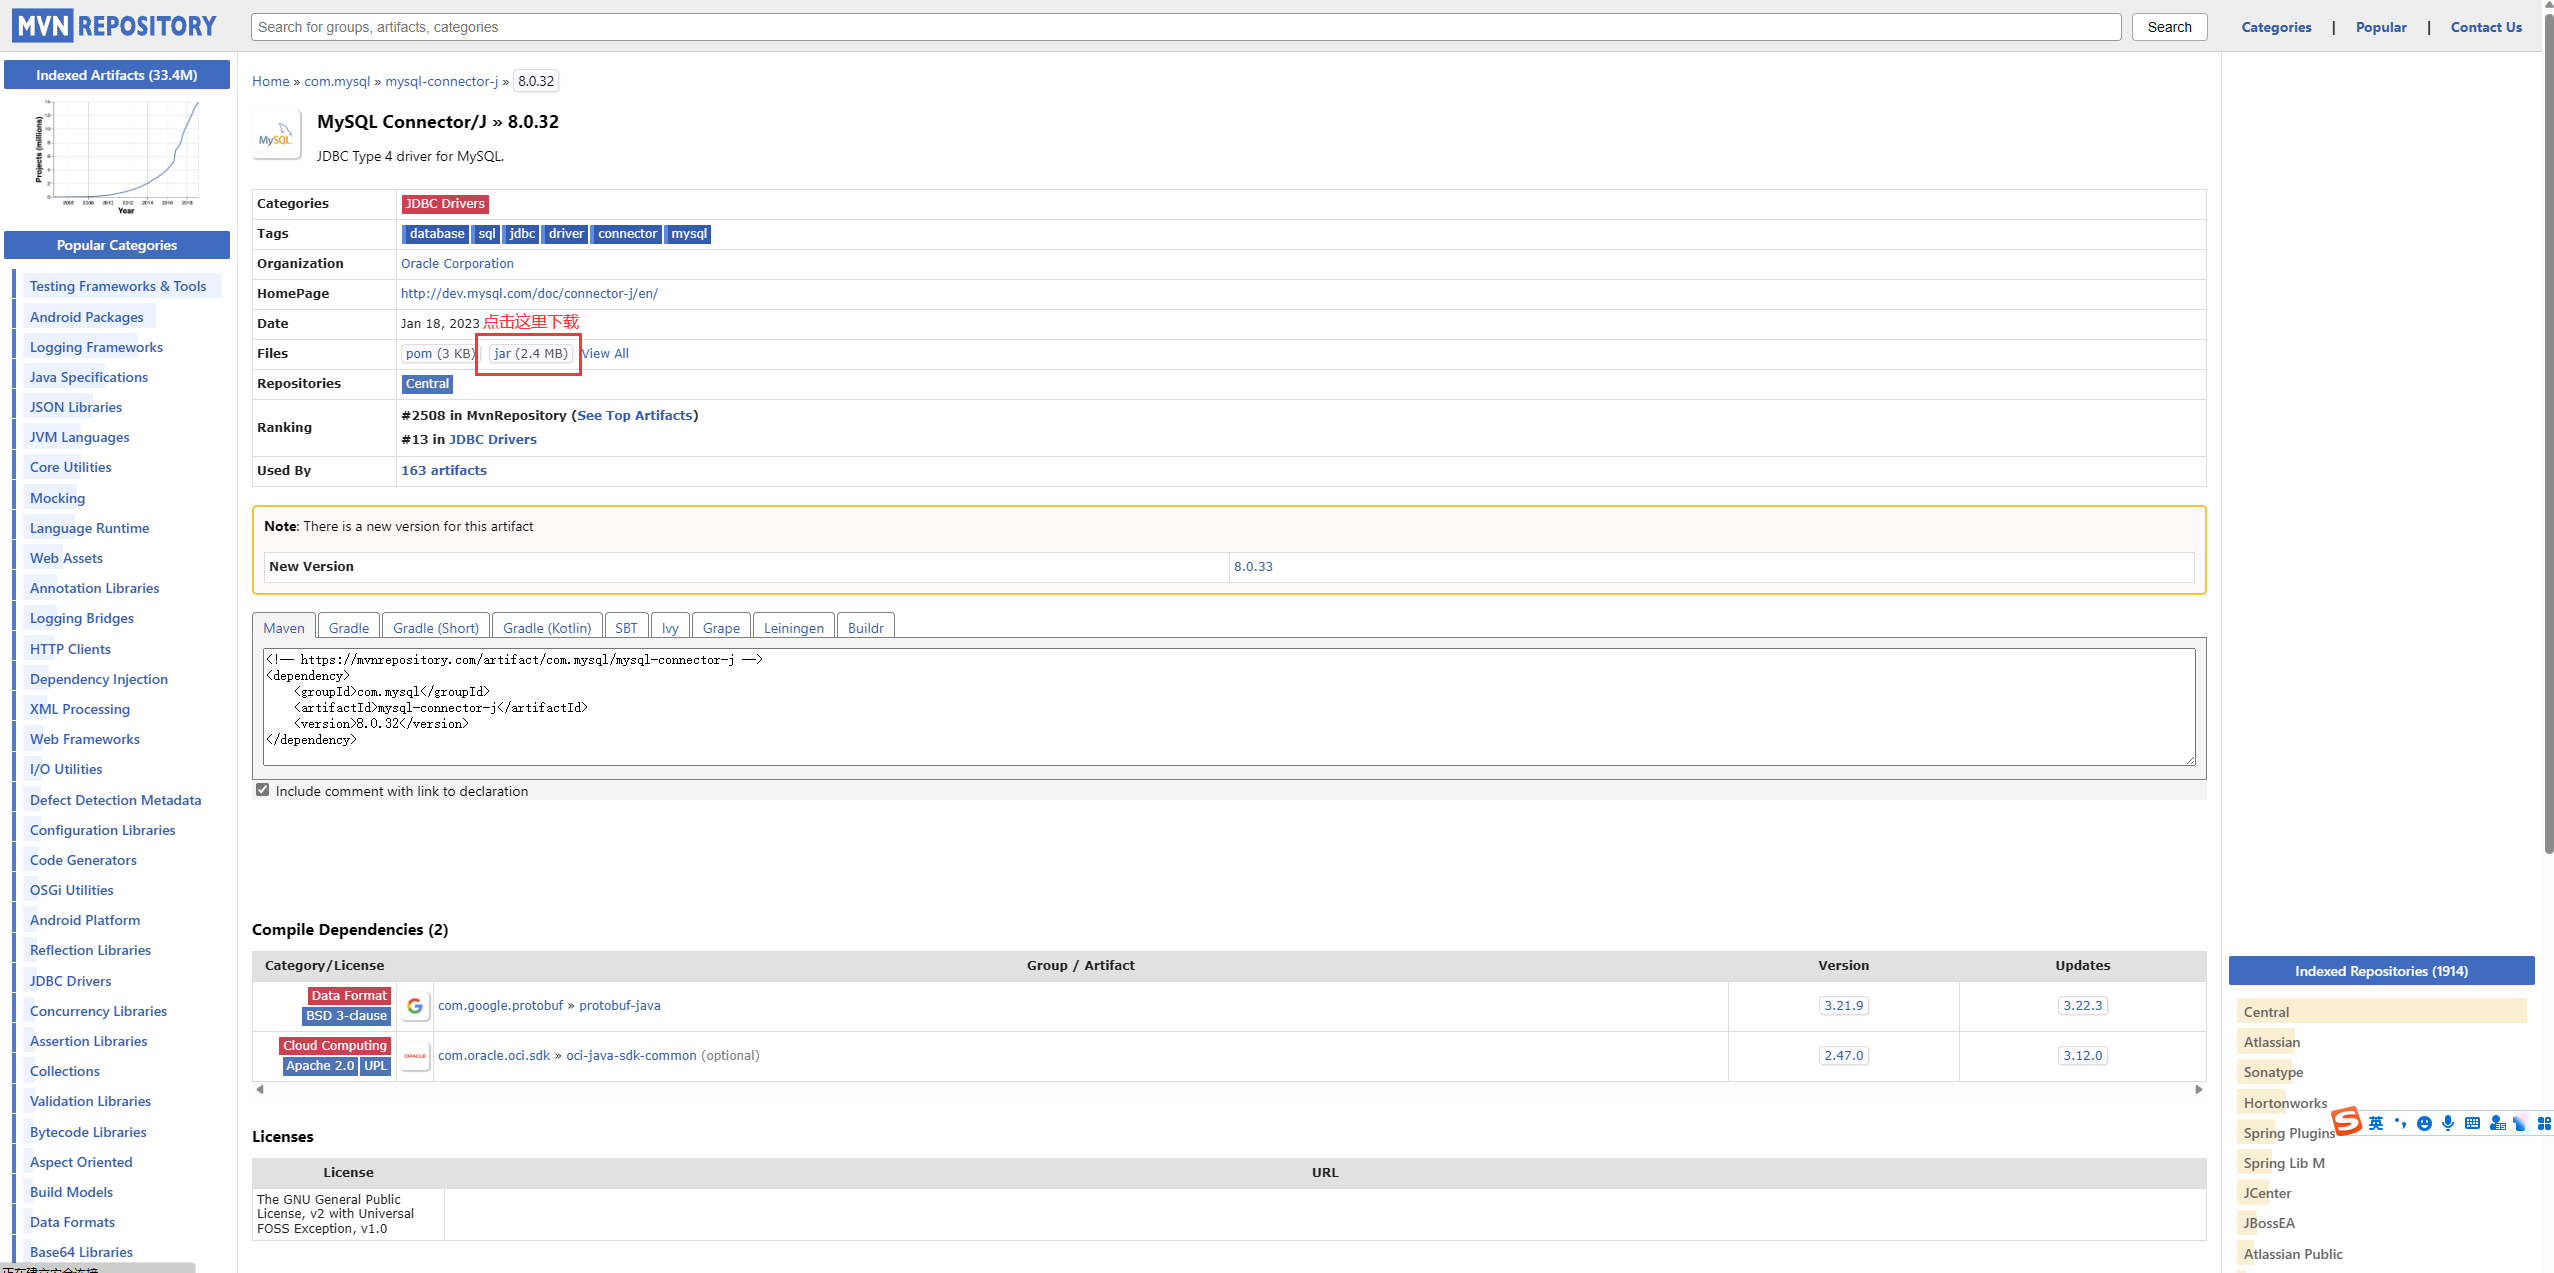 MVN REPOSITORY
Search for groups, artifacts, categories
Search
Categories | Popular | Contact Us
Indexed Artifacts (33.4M)
Projects (millions)
Year
Popular Categories
Testing Frameworks & Tools
Android Packages
Logging Frameworks
Java Specifications
JSON Libraries
JVM Languages
Core Utilities
Mocking
Language Runtime
Web Assets
Annotation Libraries
Logging Bridges
HTTP Clients
Dependency Injection
XML Processing
Web Frameworks
I/O Utilities
Defect Detection Metadata
Configuration Libraries
Code Generators
OSGi Utilities
Android Platform
Reflection Libraries
JDBC Drivers
Concurrency Libraries
Assertion Libraries
Collections
Validation Libraries
Bytecode Libraries
Aspect Oriented
Build Models
Data Formats
Base64 Libraries
Home » com.mysql » mysql-connector-j » 8.0.32
MySQL
MySQL Connector/J » 8.0.32
JDBC Type 4 driver for MySQL.
Categories JDBC Drivers
Tags database sql jdbc driver connector mysql
Organization Oracle Corporation
HomePage http://dev.mysql.com/doc/connector-j/en/
Date Jan 18, 2023 点击这里下载
Files pom (3 KB) jar (2.4 MB) View All
Repositories Central
Ranking #2508 in MvnRepository (See Top Artifacts)
#13 in JDBC Drivers
Used By 163 artifacts
Note: There is a new version for this artifact
New Version 8.0.33
Maven Gradle Gradle (Short) Gradle (Kotlin) SBT Ivy Grape Leiningen Buildr
<!-- https://mvnrepository.com/artifact/com.mysql/mysql-connector-j -->
<dependency>
    <groupId>com.mysql</groupId>
    <artifactId>mysql-connector-j</artifactId>
    <version>8.0.32</version>
</dependency>
Include comment with link to declaration
Compile Dependencies (2)
Category/License Group / Artifact Version Updates
Data Format
BSD 3-clause
com.google.protobuf » protobuf-java 3.21.9 3.22.3
Cloud Computing
Apache 2.0 UPL
ORACLE
com.oracle.oci.sdk » oci-java-sdk-common (optional) 2.47.0 3.12.0
Licenses
License URL
The GNU General Public
License, v2 with Universal
FOSS Exception, v1.0
Indexed Repositories (1914)
Central
Atlassian
Sonatype
Hortonworks
Spring Plugins
英
Spring Lib M
JCenter
JBossEA
Atlassian Public